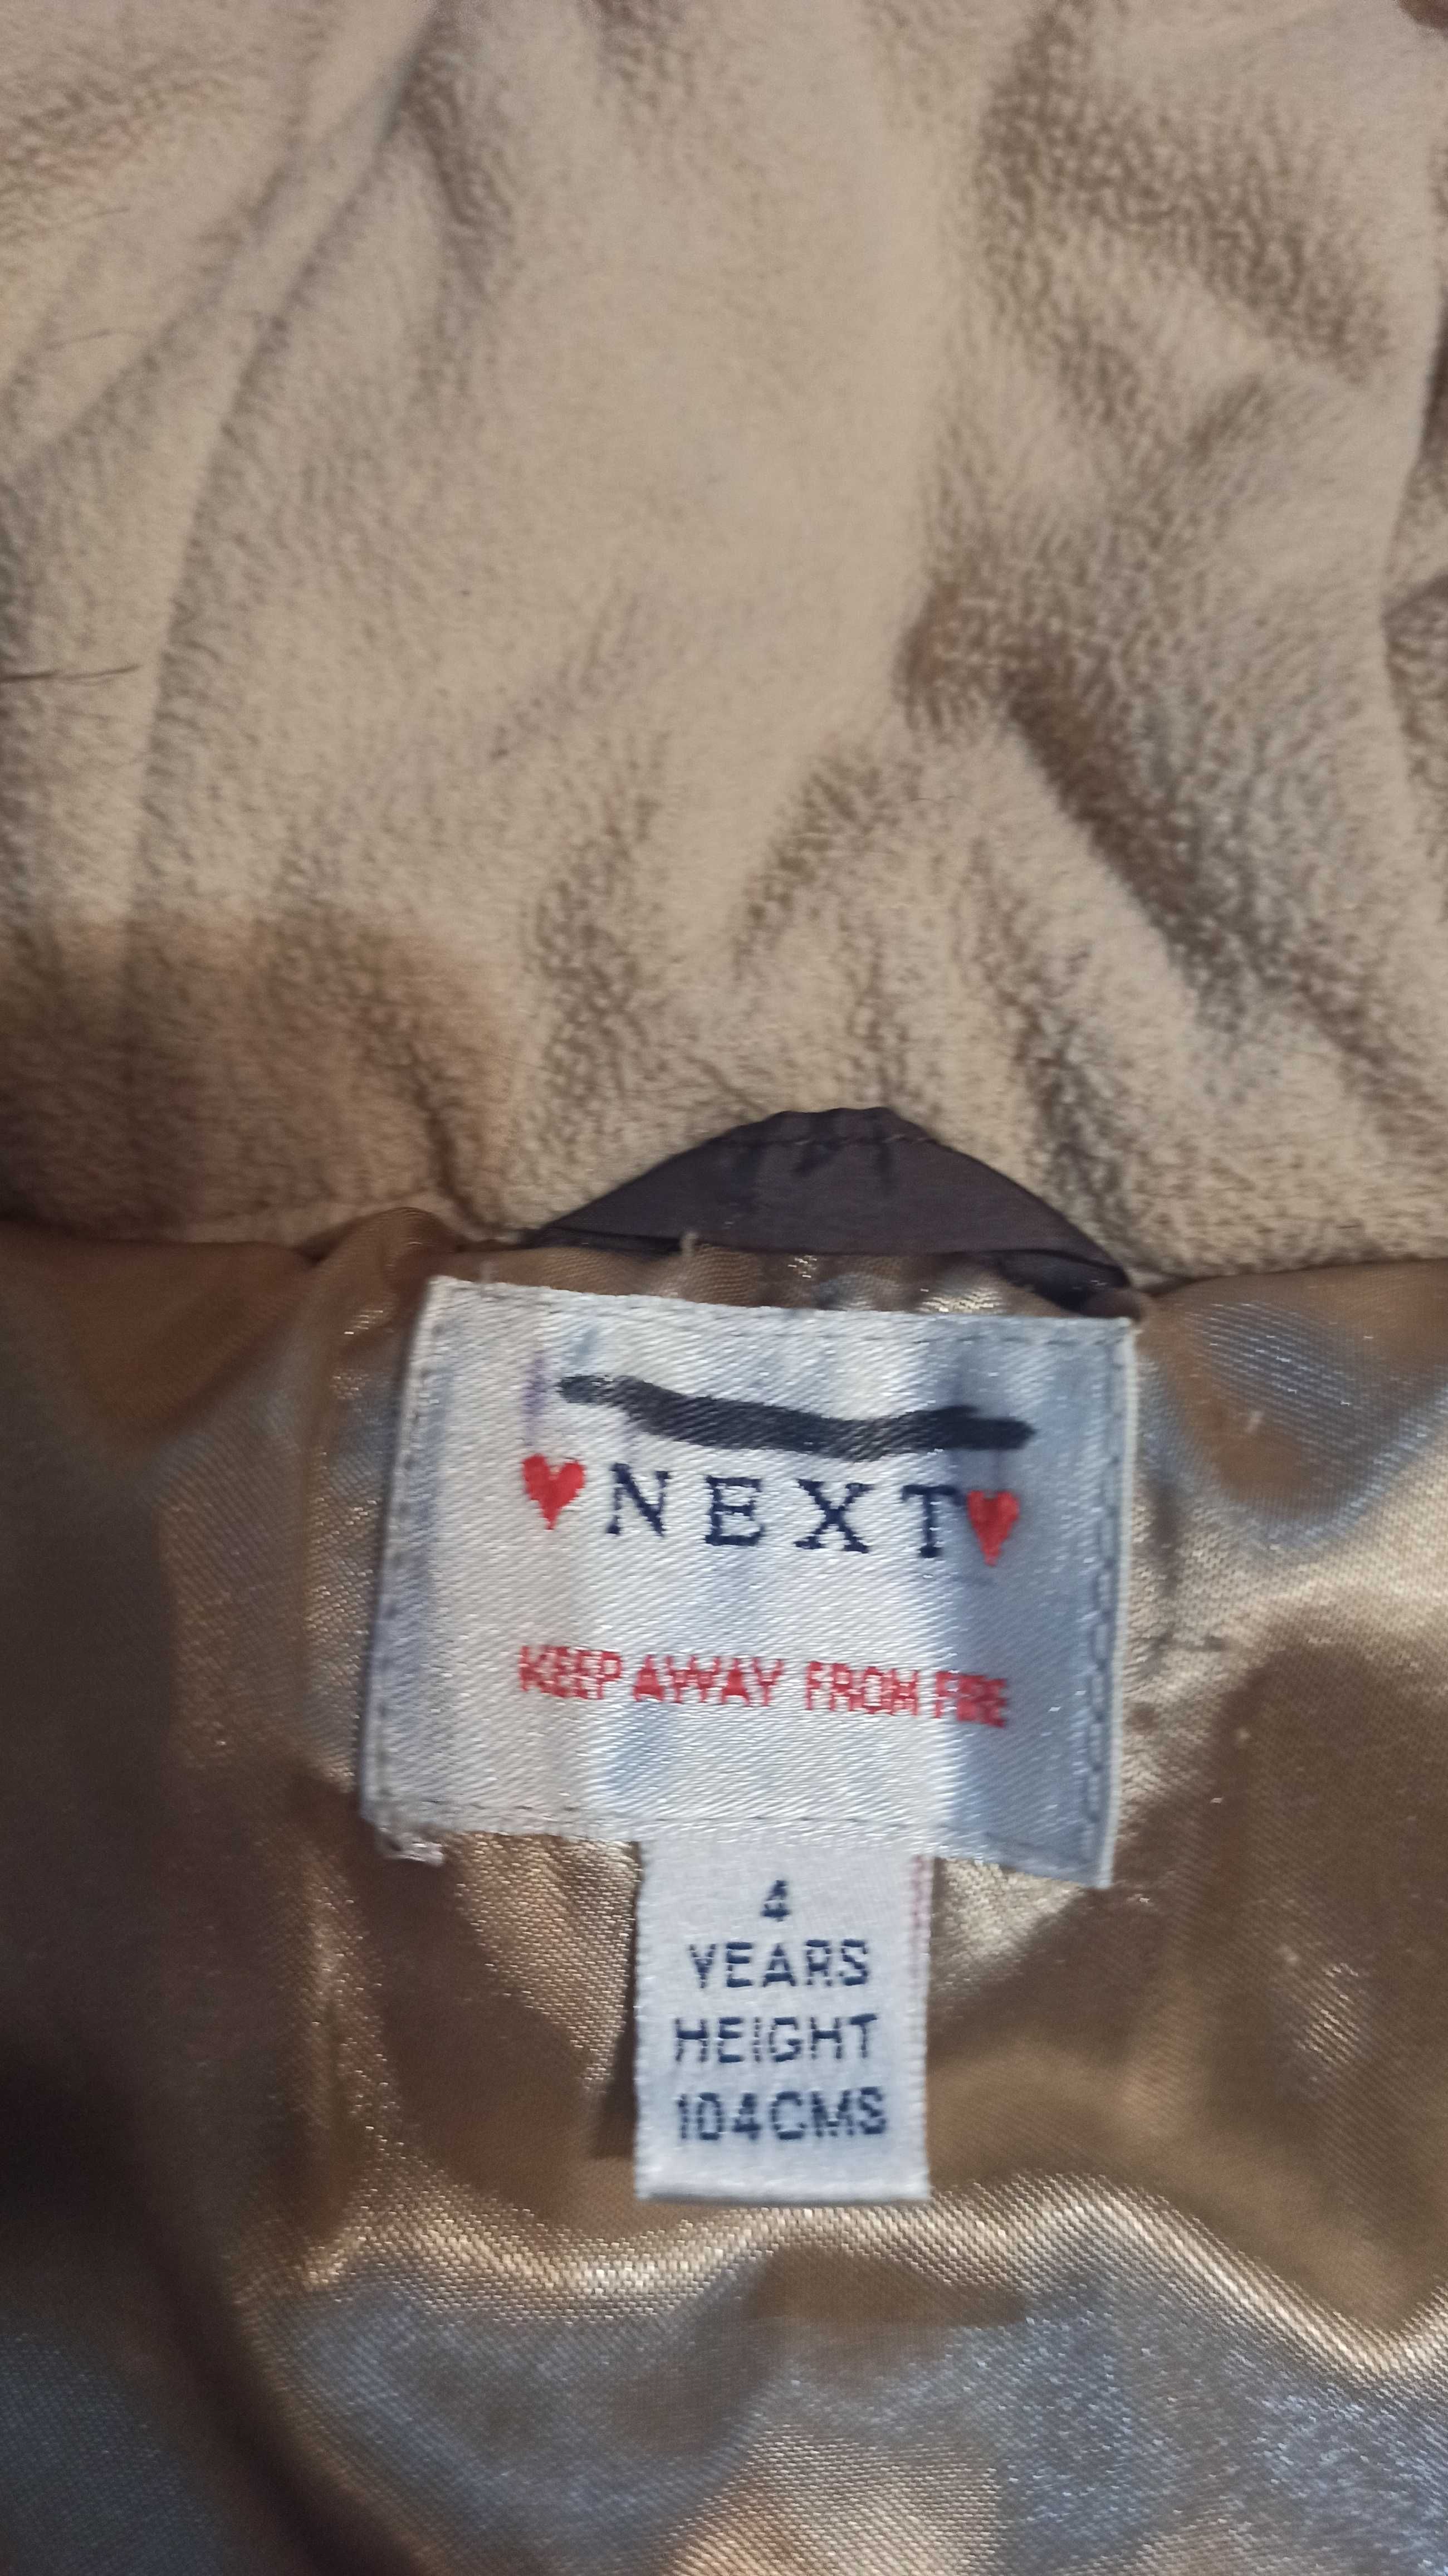 NEXT
KEEP AWAY FROM FIRE
4
YEARS
HEIGHT
104CMS